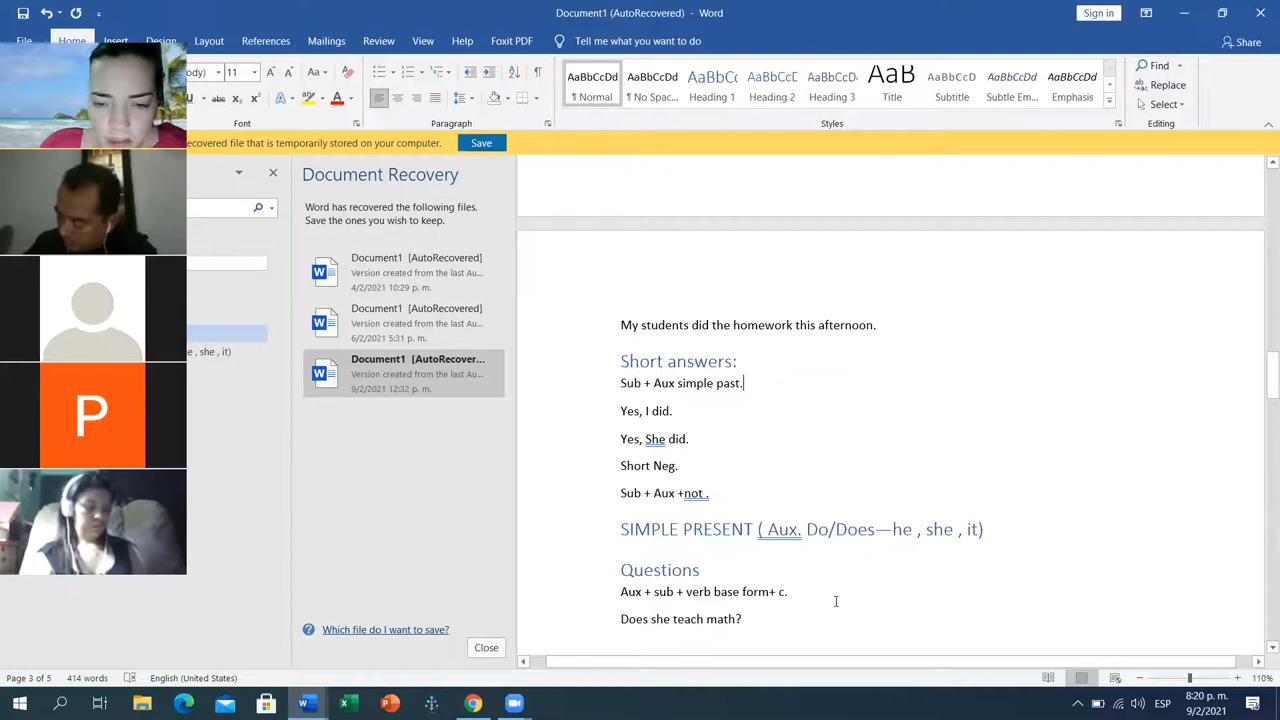 Document1 (AutoRecovered) - Word
Sign in
File
Home
Design
Layout
References
Mailings
Review
View
Help
Foxit PDF
Tell me what you want to do
Share
11
AaBbCcDd
AaBbCcDd
AaBbCc
AaBbCcE
AaBbCcD
AaB
AaBbCcD
AaBbCcDd
AaBbCcDd
¶ Normal
¶ No Spac...
Heading 1
Heading 2
Heading 3
Title
Subtitle
Subtle Em...
Emphasis
Find
Replace
Select
Font
Paragraph
Styles
Editing
ecovered file that is temporarily stored on your computer.
Save
Document Recovery
Word has recovered the following files.
Save the ones you wish to keep.
Document1 [AutoRecovered]
Version created from the last Au...
4/2/2021 10:29 p. m.
Document1 [AutoRecovered]
Version created from the last Au...
6/2/2021 5:31 p. m.
Document1 [AutoRecover...
Version created from the last Au...
9/2/2021 12:32 p. m.
e , she , it)
P
Which file do I want to save?
Close
My students did the homework this afternoon.
Short answers:
Sub + Aux simple past.
Yes, I did.
Yes, She did.
Short Neg.
Sub + Aux +not .
SIMPLE PRESENT ( Aux. Do/Does—he , she , it)
Questions
Aux + sub + verb base form+ c.
Does she teach math?
Page 3 of 5
414 words
English (United States)
110%
8:20 p. m.
9/2/2021